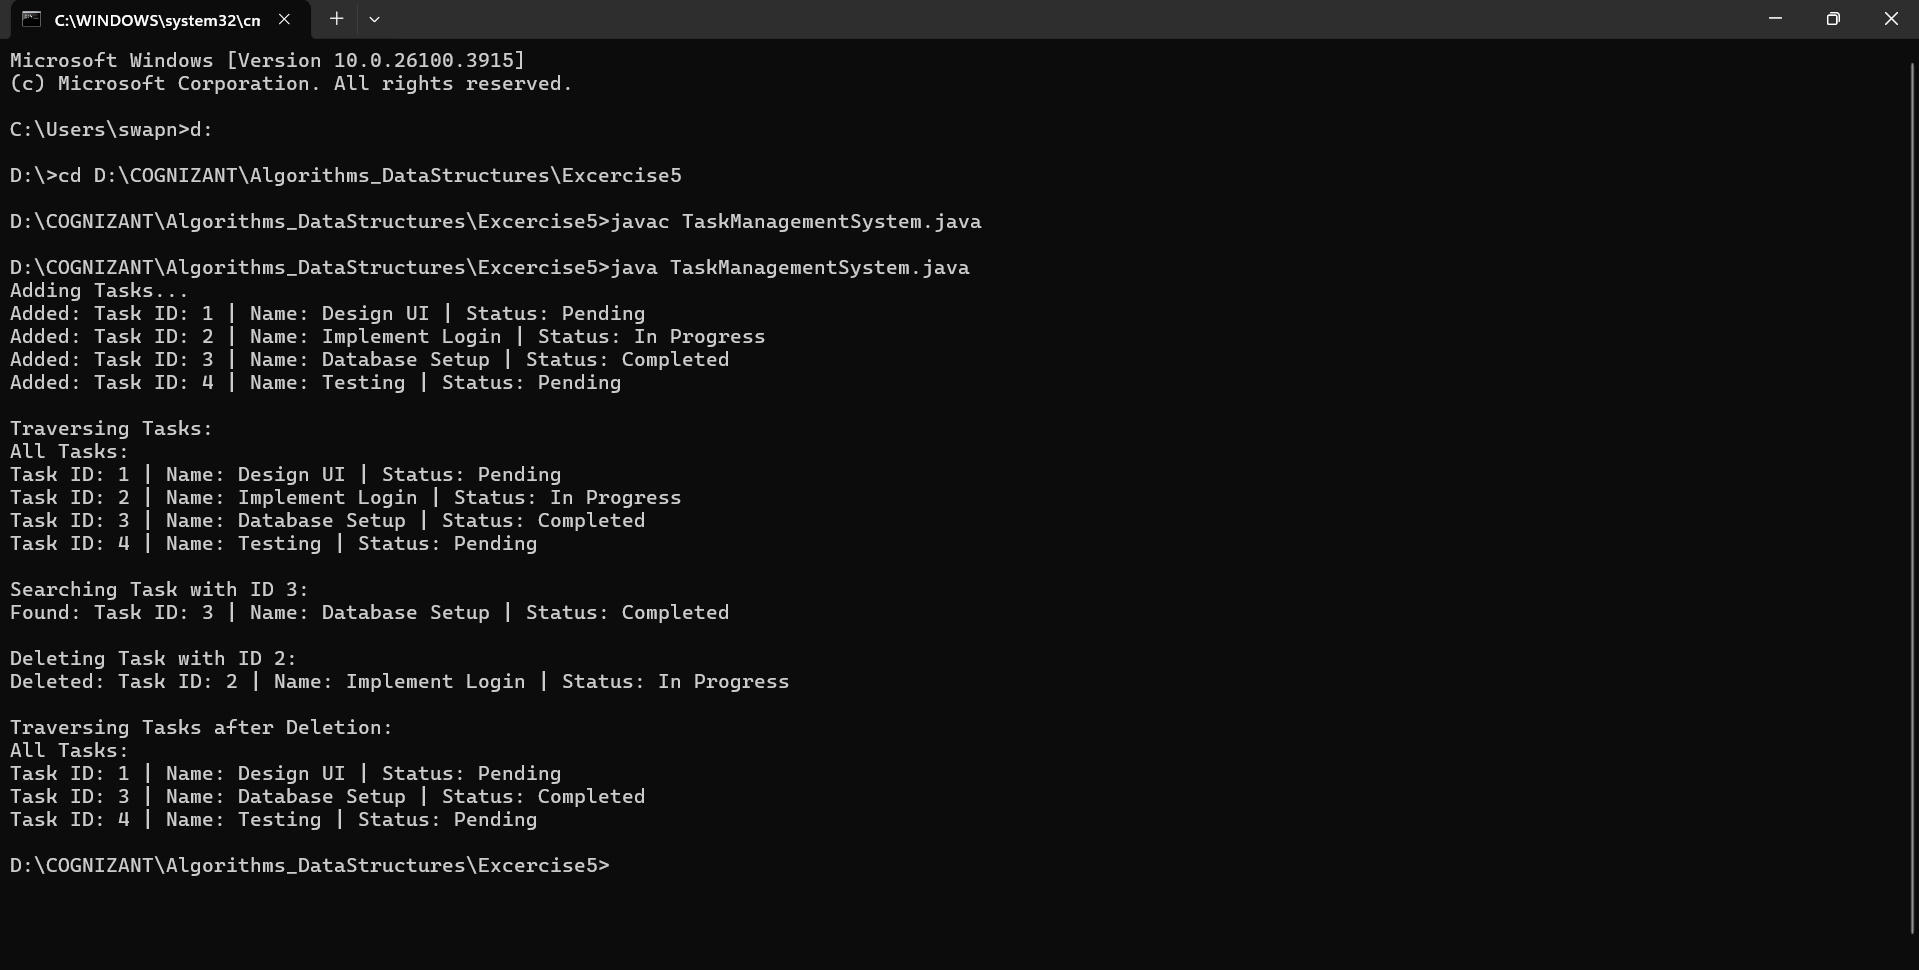 C:\WINDOWS\system32\cn
Microsoft Windows [Version 10.0.26100.3915]
(c) Microsoft Corporation. All rights reserved.
C:\Users\swapn>d:
D:\>cd D:\COGNIZANT\Algorithms_DataStructures\Excercise5
D:\COGNIZANT\Algorithms_DataStructures\Excercise5>javac TaskManagementSystem.java
D:\COGNIZANT\Algorithms_DataStructures\Excercise5>java TaskManagementSystem.java
Adding Tasks...
Added: Task ID: 1 | Name: Design UI | Status: Pending
Added: Task ID: 2 | Name: Implement Login | Status: In Progress
Added: Task ID: 3 | Name: Database Setup | Status: Completed
Added: Task ID: 4 | Name: Testing | Status: Pending
Traversing Tasks:
All Tasks:
Task ID: 1 | Name: Design UI | Status: Pending
Task ID: 2 | Name: Implement Login | Status: In Progress
Task ID: 3 | Name: Database Setup | Status: Completed
Task ID: 4 | Name: Testing | Status: Pending
Searching Task with ID 3:
Found: Task ID: 3 | Name: Database Setup | Status: Completed
Deleting Task with ID 2:
Deleted: Task ID: 2 | Name: Implement Login | Status: In Progress
Traversing Tasks after Deletion:
All Tasks:
Task ID: 1 | Name: Design UI | Status: Pending
Task ID: 3 | Name: Database Setup | Status: Completed
Task ID: 4 | Name: Testing | Status: Pending
D:\COGNIZANT\Algorithms_DataStructures\Excercise5>